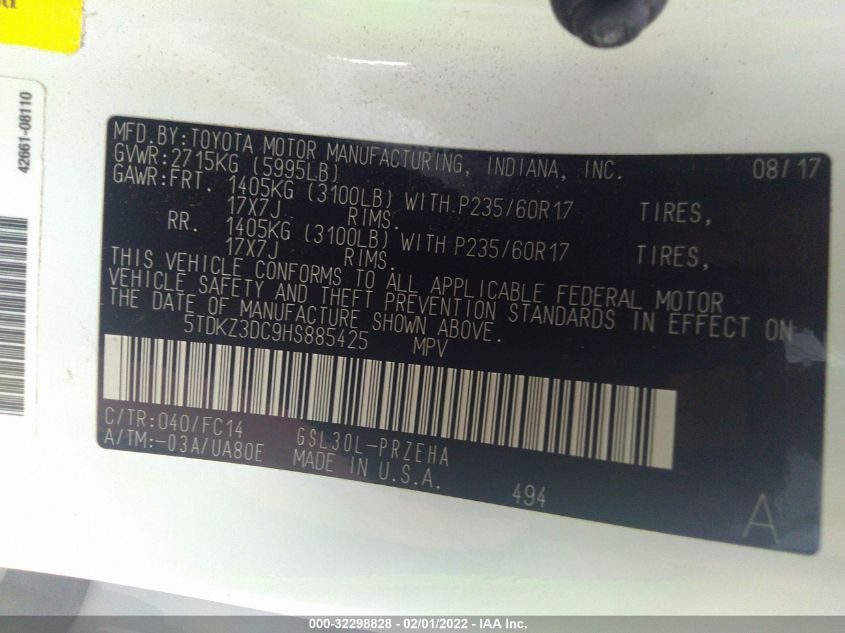 42661-08110
MFD.BY:TOYOTA MOTOR MANUFACTURING, INDIANA, INC. 08/17
GVWR:2715KG (5995LB)
GAWR:FRT. 1405KG (3100LB) WITH.P235/60R17 TIRES,
17X7J RIMS.
RR. 1405KG (3100LB) WITH P235/60R17 TIRES,
17X7J RIMS.
THIS VEHICLE CONFORMS TO ALL APPLICABLE FEDERAL MOTOR
VEHICLE SAFETY AND THEFT PREVENTION STANDARDS IN EFFECT ON
THE DATE OF MANUFACTURE SHOWN ABOVE.
5TDKZ3DC9HS885425 MPV
C/TR:040/FC14 GSL30L-PRZEHA
A/TM:-03A/UA80E MADE IN U.S.A.
494
A
000-32298828 - 02/01/2022 - IAA Inc.